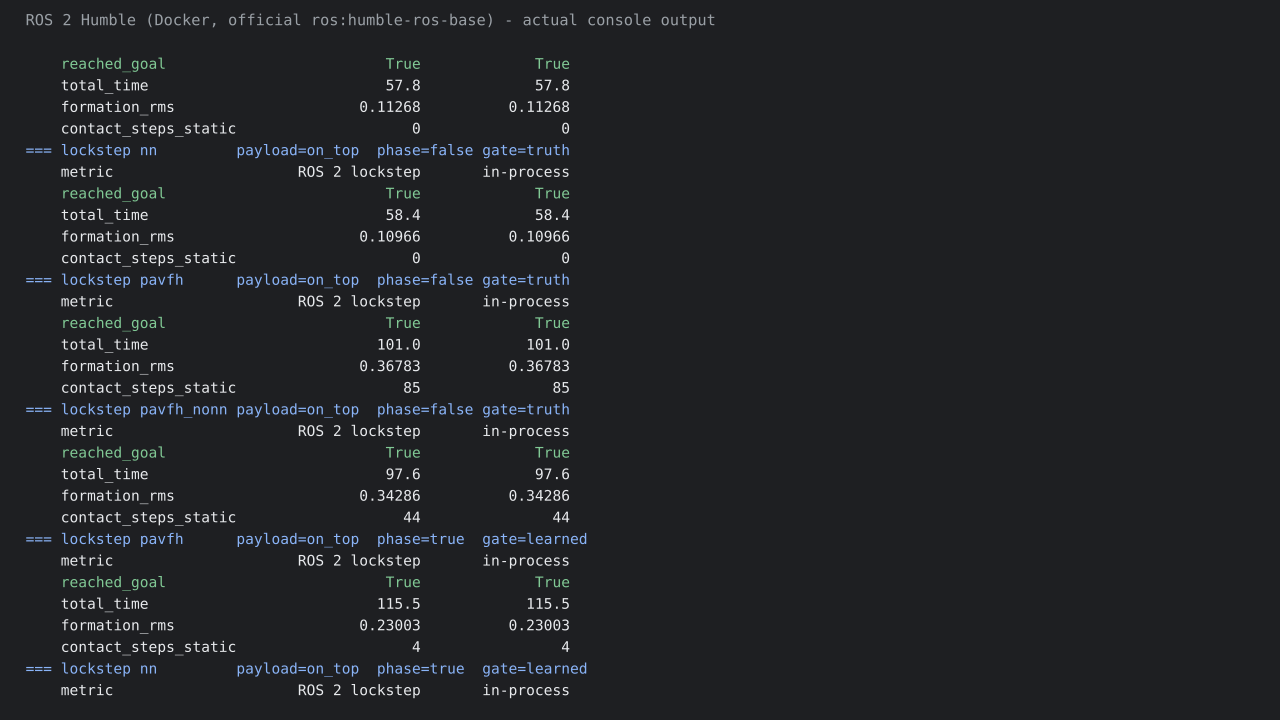 ROS 2 Humble (Docker, official ros:humble-ros-base) - actual console output
reached_goal True True
total_time 57.8 57.8
formation_rms 0.11268 0.11268
contact_steps_static 0 0
=== lockstep nn payload=on_top phase=false gate=truth
metric ROS 2 lockstep in-process
reached_goal True True
total_time 58.4 58.4
formation_rms 0.10966 0.10966
contact_steps_static 0 0
=== lockstep pavfh payload=on_top phase=false gate=truth
metric ROS 2 lockstep in-process
reached_goal True True
total_time 101.0 101.0
formation_rms 0.36783 0.36783
contact_steps_static 85 85
=== lockstep pavfh_nonn payload=on_top phase=false gate=truth
metric ROS 2 lockstep in-process
reached_goal True True
total_time 97.6 97.6
formation_rms 0.34286 0.34286
contact_steps_static 44 44
=== lockstep pavfh payload=on_top phase=true gate=learned
metric ROS 2 lockstep in-process
reached_goal True True
total_time 115.5 115.5
formation_rms 0.23003 0.23003
contact_steps_static 4 4
=== lockstep nn payload=on_top phase=true gate=learned
metric ROS 2 lockstep in-process